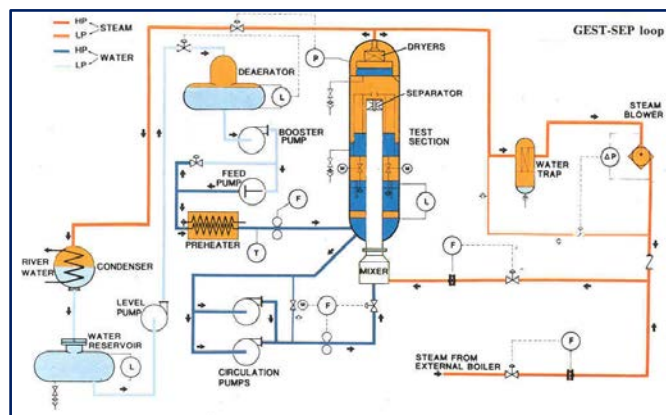 GEST-SEP loop
HP
LP
STEAM
HP
LP
WATER
DEAERATOR
L
P
DRYERS
SEPARATOR
TEST
SECTION
BOOSTER
PUMP
FEED
PUMP
F
M
M
L
PREHEATER
T
STEAM
BLOWER
ΔP
WATER
TRAP
RIVER
WATER
CONDENSER
LEVEL
PUMP
WATER
RESERVOIR
L
MIXER
F
M
F
CIRCULATION
PUMPS
STEAM FROM
EXTERNAL BOILER
F